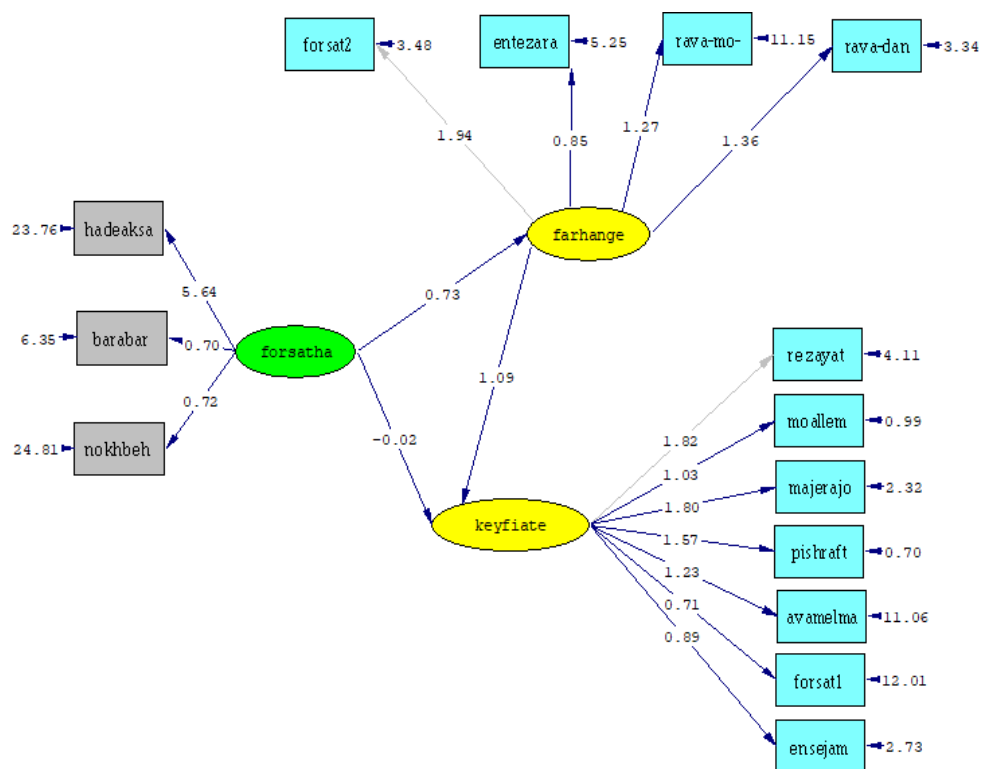 forsat2
3.48
entezara
5.25
rava-mo-
11.15
rava-dan
3.34
1.94
0.85
1.27
1.36
farhange
23.76
hadeaksa
5.64
0.73
6.35
barabar
0.70
forsatha
0.72
24.81
nokhbeh
1.09
-0.02
keyfiate
rezayat
4.11
1.82
moallem
0.99
1.03
majerajo
2.32
1.80
pishraft
0.70
1.57
avamelma
11.06
1.23
forsat1
12.01
0.71
ensejam
2.73
0.89